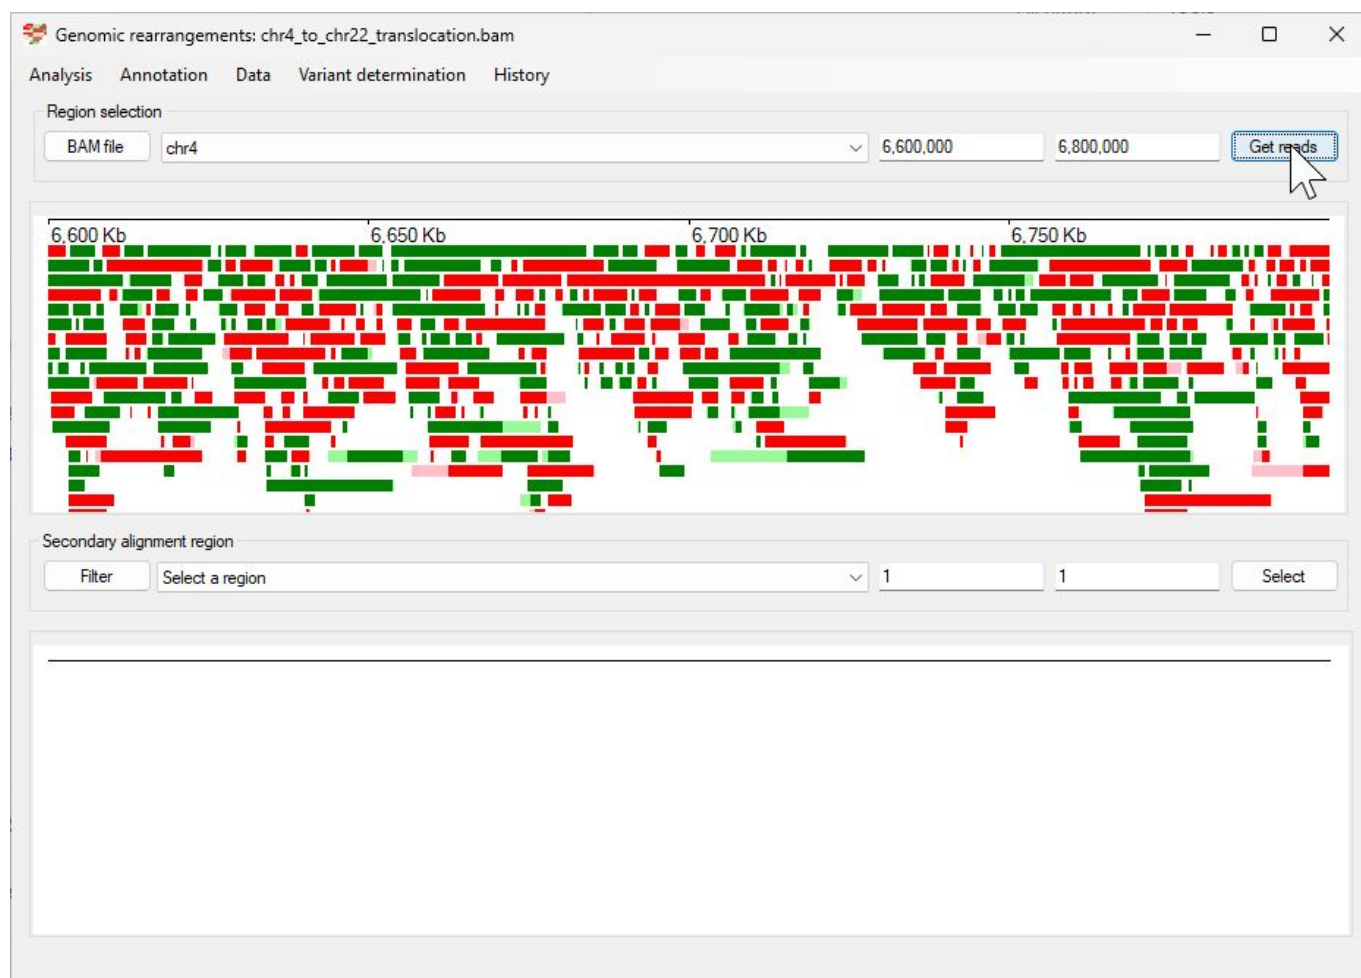 Genomic rearrangements: chr4_to_chr22_translocation.bam
Analysis Annotation Data Variant determination History
Region selection
BAM file chr4 6,600,000 6,800,000 Get reads
6,600 Kb 6,650 Kb 6,700 Kb 6,750 Kb
Secondary alignment region
Filter Select a region 1 1 Select